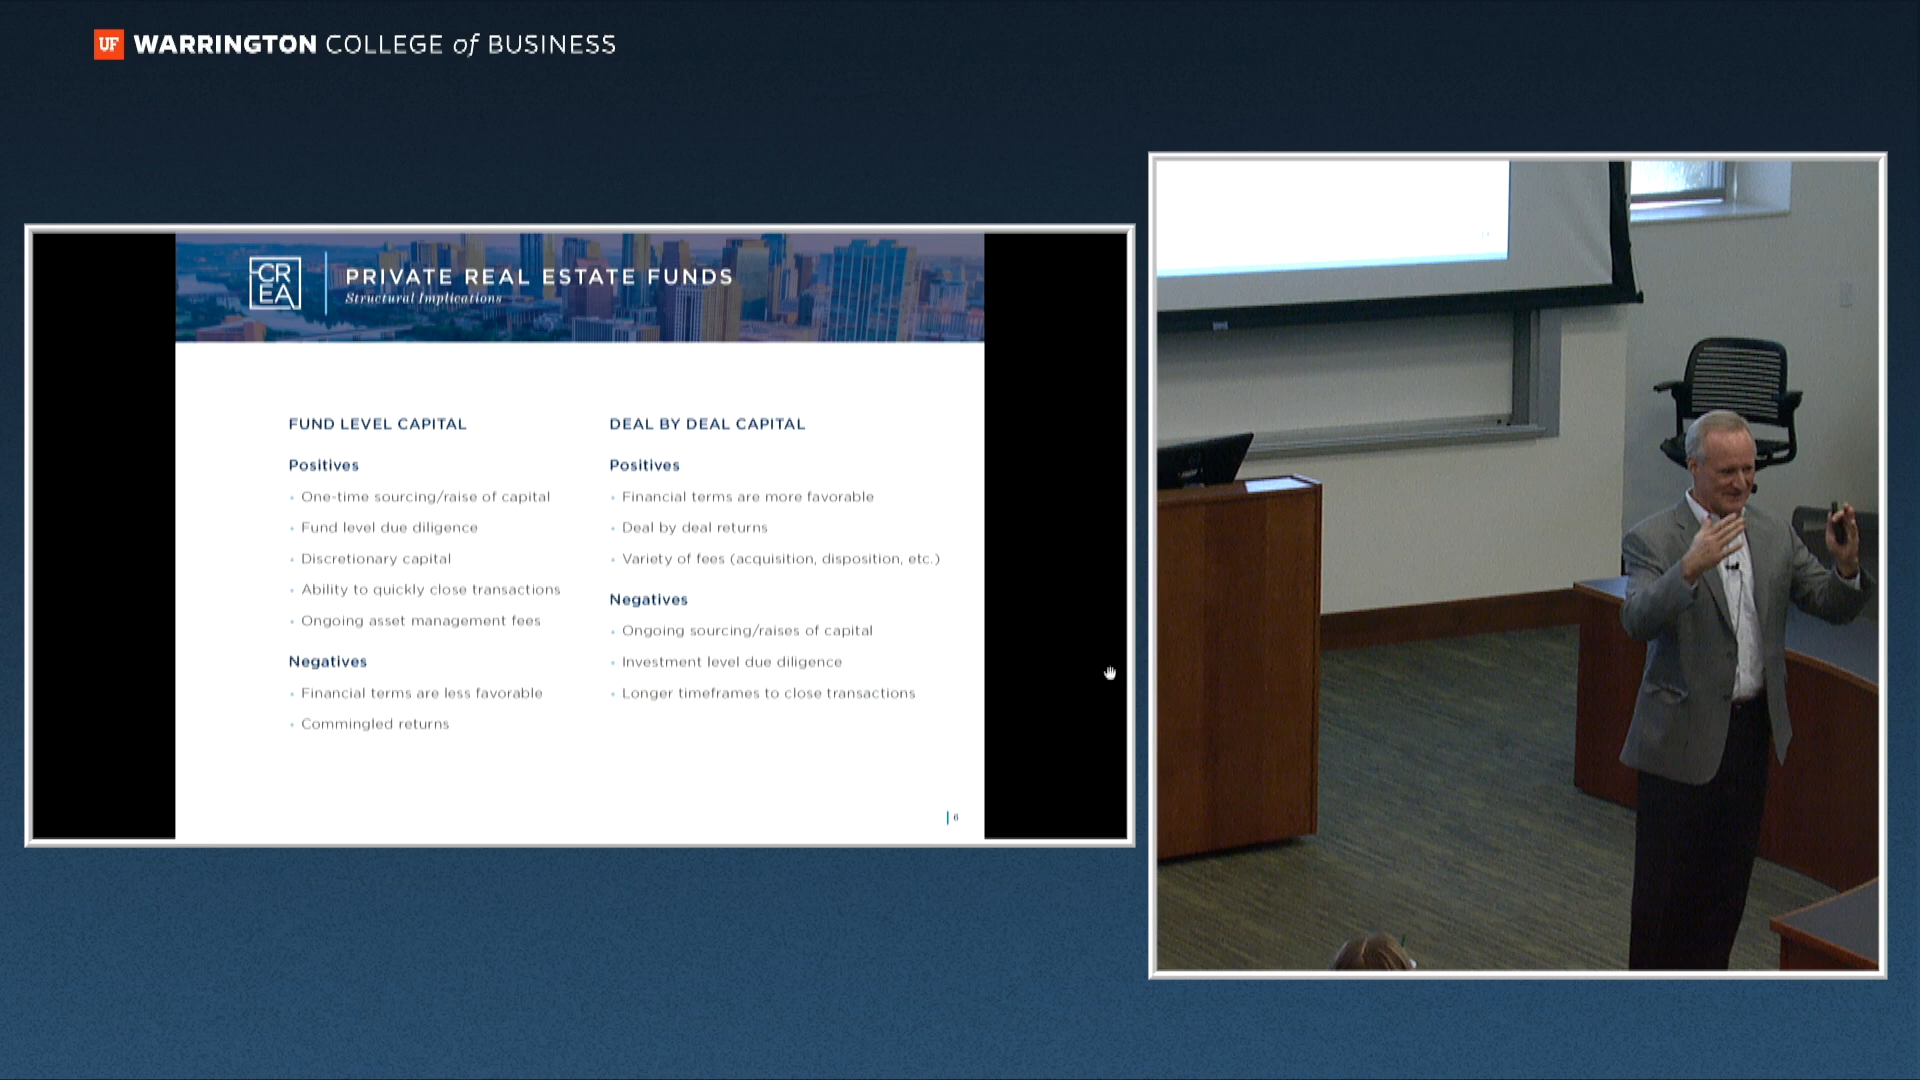 UF WARRINGTON COLLEGE of BUSINESS
CREA
PRIVATE REAL ESTATE FUNDS
Structural Implications
FUND LEVEL CAPITAL
Positives
• One-time sourcing/raise of capital
• Fund level due diligence
• Discretionary capital
• Ability to quickly close transactions
• Ongoing asset management fees
Negatives
• Financial terms are less favorable
• Commingled returns
DEAL BY DEAL CAPITAL
Positives
• Financial terms are more favorable
• Deal by deal returns
• Variety of fees (acquisition, disposition, etc.)
Negatives
• Ongoing sourcing/raises of capital
• Investment level due diligence
• Longer timeframes to close transactions
6